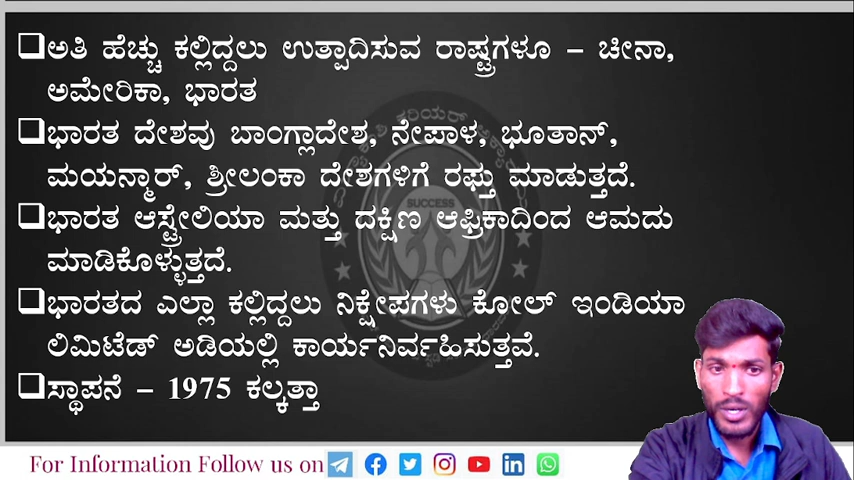 ❑ಅತಿ ಹೆಚ್ಚು ಕಲ್ಲಿದ್ದಲು ಉತ್ಪಾದಿಸುವ ರಾಷ್ಟ್ರಗಳೂ – ಚೀನಾ,
ಅಮೇರಿಕಾ, ಭಾರತ
❑ಭಾರತ ದೇಶವು ಬಾಂಗ್ಲಾದೇಶ, ನೇಪಾಳ, ಭೂತಾನ್,
ಮಯನ್ಮಾರ್, ಶ್ರೀಲಂಕಾ ದೇಶಗಳಿಗೆ ರಫ್ತು ಮಾಡುತ್ತದೆ.
❑ಭಾರತ ಆಸ್ಟ್ರೇಲಿಯಾ ಮತ್ತು ದಕ್ಷಿಣ ಆಫ್ರಿಕಾದಿಂದ ಆಮದು
ಮಾಡಿಕೊಳ್ಳುತ್ತದೆ.
❑ಭಾರತದ ಎಲ್ಲಾ ಕಲ್ಲಿದ್ದಲು ನಿಕ್ಷೇಪಗಳು ಕೋಲ್ ಇಂಡಿಯಾ
ಲಿಮಿಟೆಡ್ ಅಡಿಯಲ್ಲಿ ಕಾರ್ಯನಿರ್ವಹಿಸುತ್ತವೆ.
❑ಸ್ಥಾಪನೆ – 1975 ಕಲ್ಕತ್ತಾ
SUCCESS
For Information Follow us on